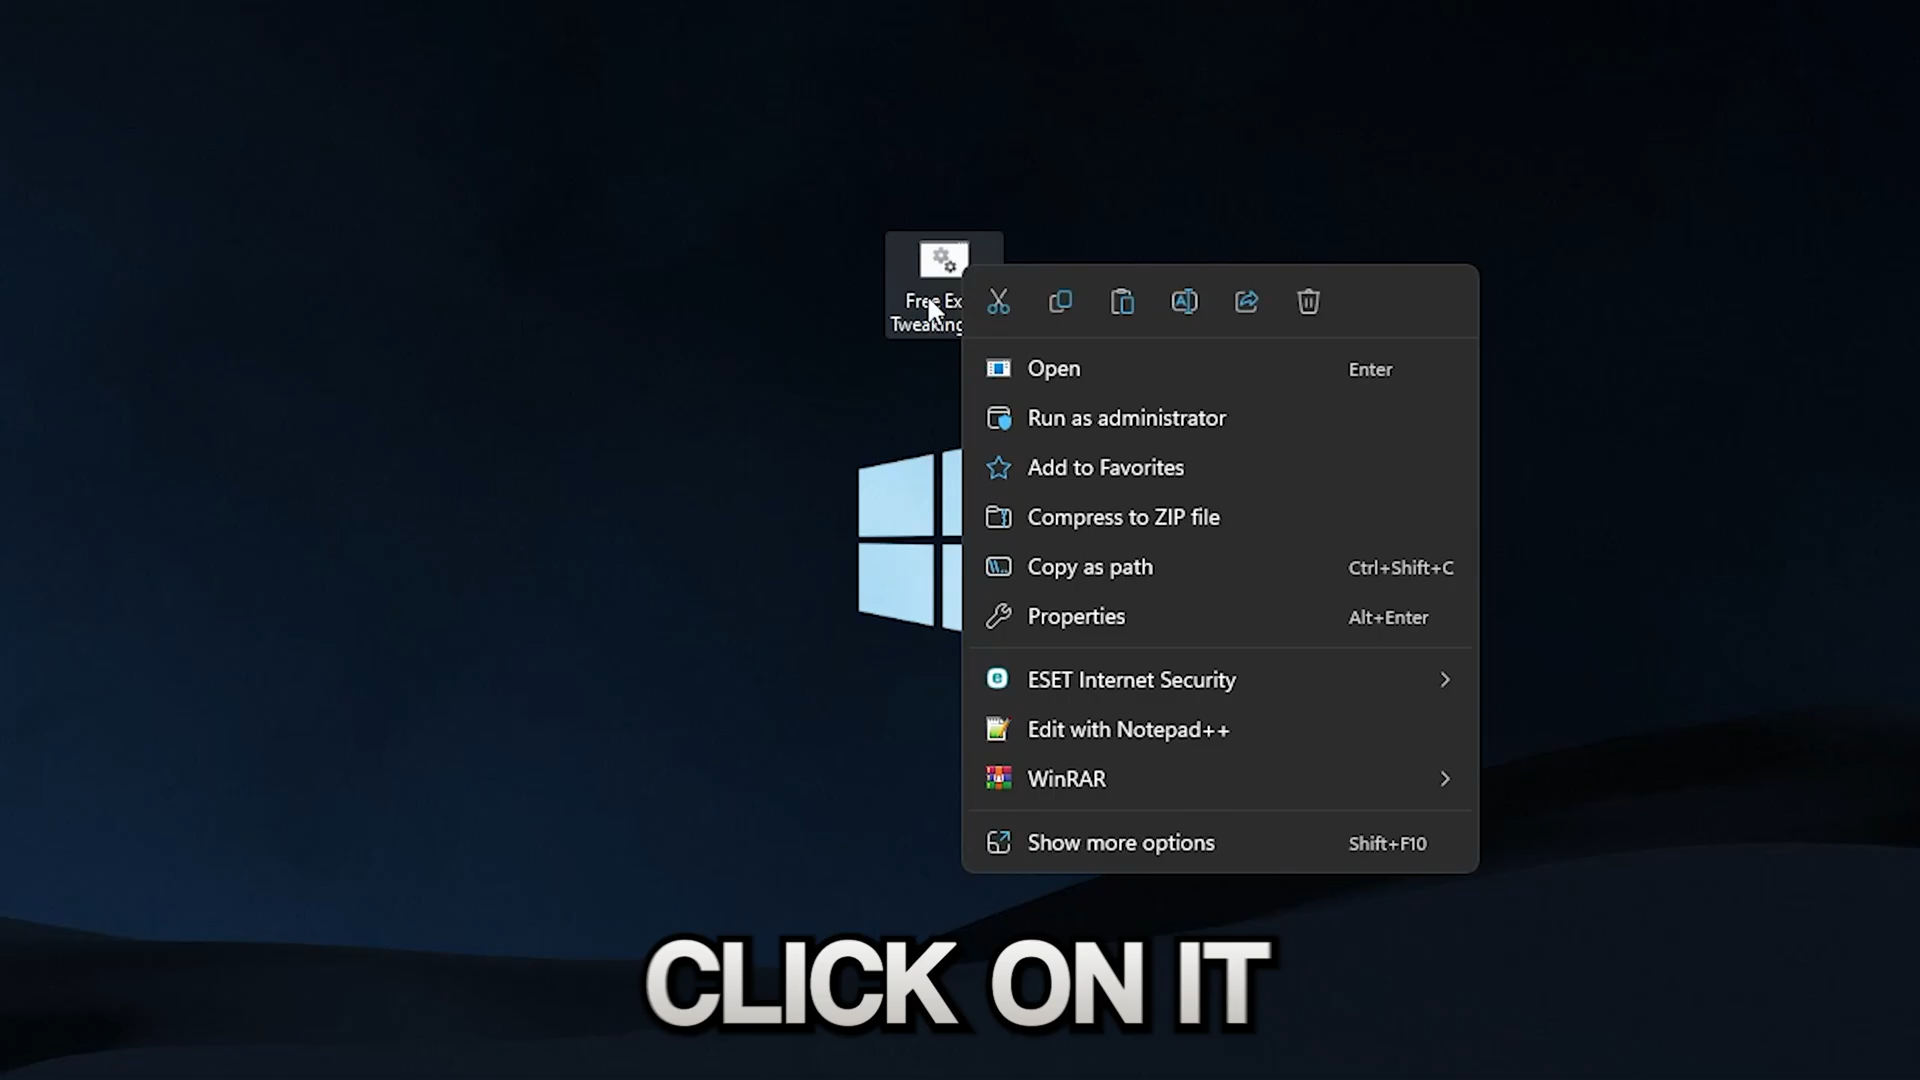 Free Ex
Tweaking
Open Enter
Run as administrator
Add to Favorites
Compress to ZIP file
Copy as path Ctrl+Shift+C
Properties Alt+Enter
ESET Internet Security
Edit with Notepad++
WinRAR
Show more options Shift+F10
CLICK ON IT